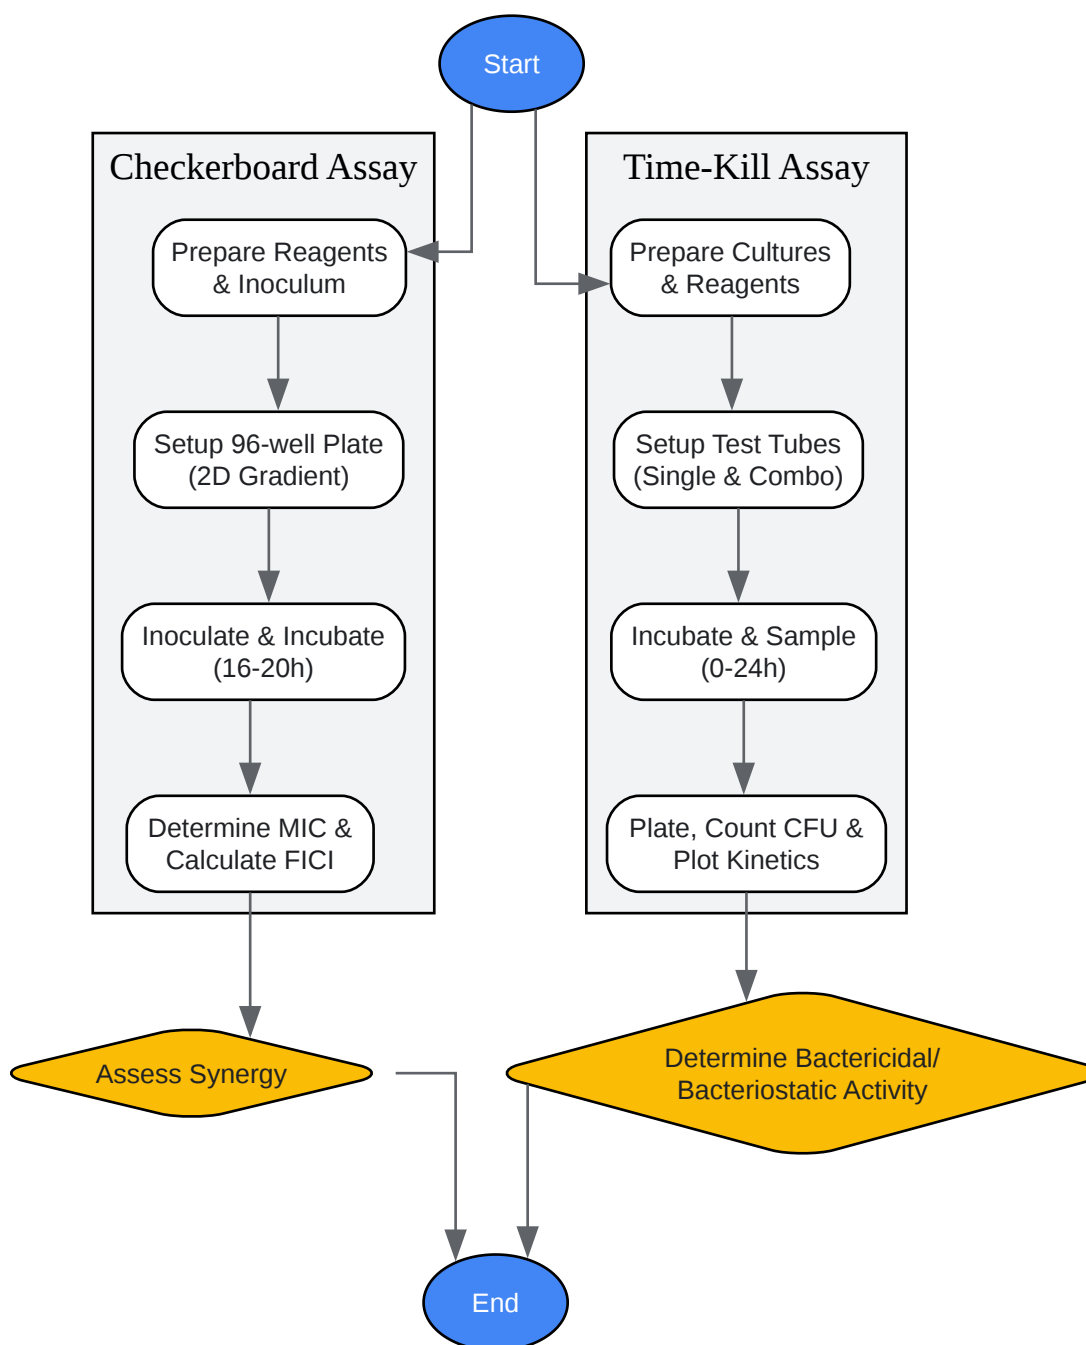 Start
Checkerboard Assay
Prepare Reagents
& Inoculum
Setup 96-well Plate
(2D Gradient)
Inoculate & Incubate
(16-20h)
Determine MIC &
Calculate FICI
Assess Synergy
Time-Kill Assay
Prepare Cultures
& Reagents
Setup Test Tubes
(Single & Combo)
Incubate & Sample
(0-24h)
Plate, Count CFU &
Plot Kinetics
Determine Bactericidal/
Bacteriostatic Activity
End